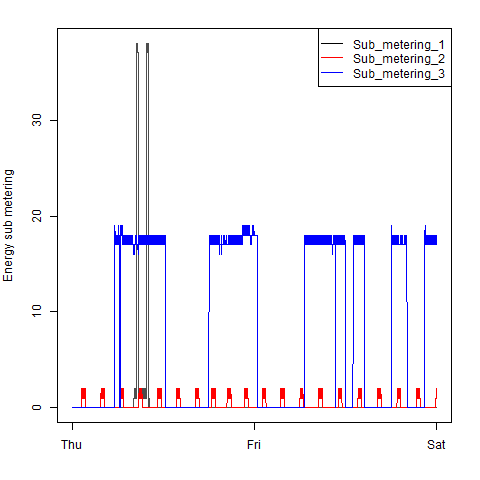 Sub_metering_1
Sub_metering_2
Sub_metering_3
Energy sub metering
30
20
10
0
Thu Fri Sat